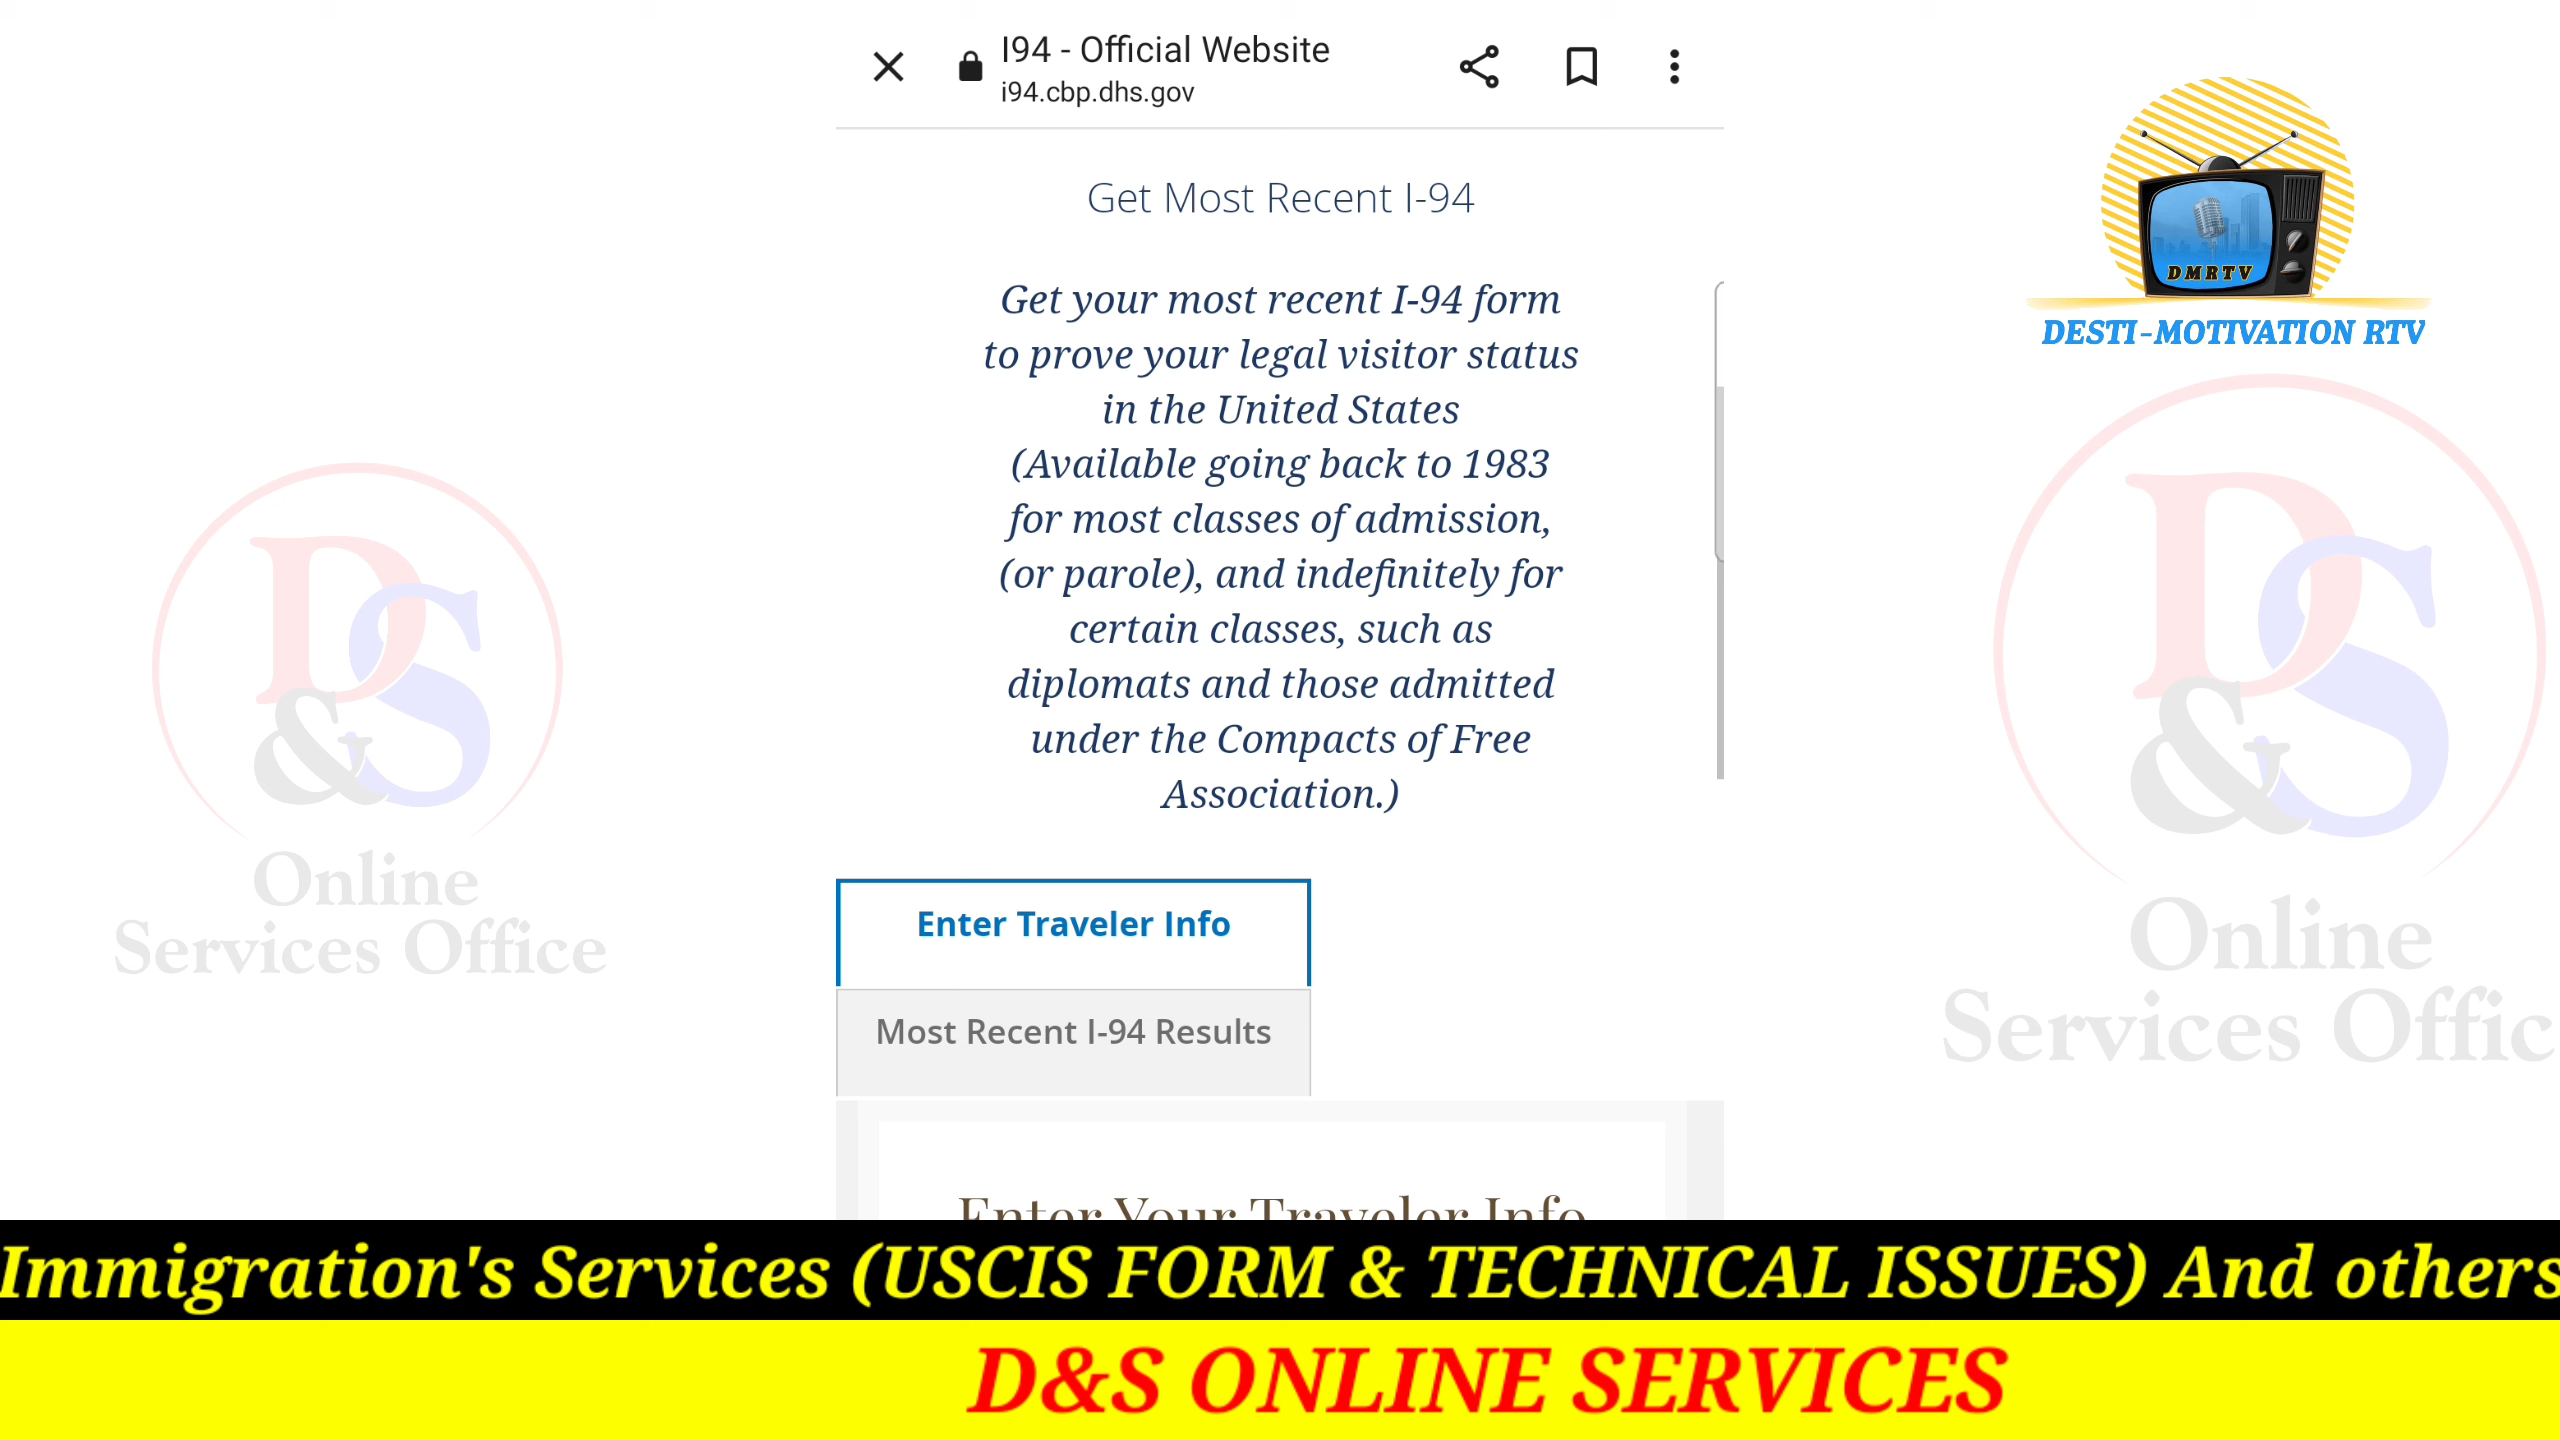 I94 - Official Website
i94.cbp.dhs.gov
Get Most Recent I-94
Get your most recent I-94 form
to prove your legal visitor status
in the United States
(Available going back to 1983
for most classes of admission,
(or parole), and indefinitely for
certain classes, such as
diplomats and those admitted
under the Compacts of Free
Association.)
Enter Traveler Info
Most Recent I-94 Results
Enter Your Traveler Info
DMRTV
DESTI-MOTIVATION RTV
D&S
Online
Services Office
D&S
Online
Services Offic
Immigration's Services (USCIS FORM & TECHNICAL ISSUES) And others
D&S ONLINE SERVICES